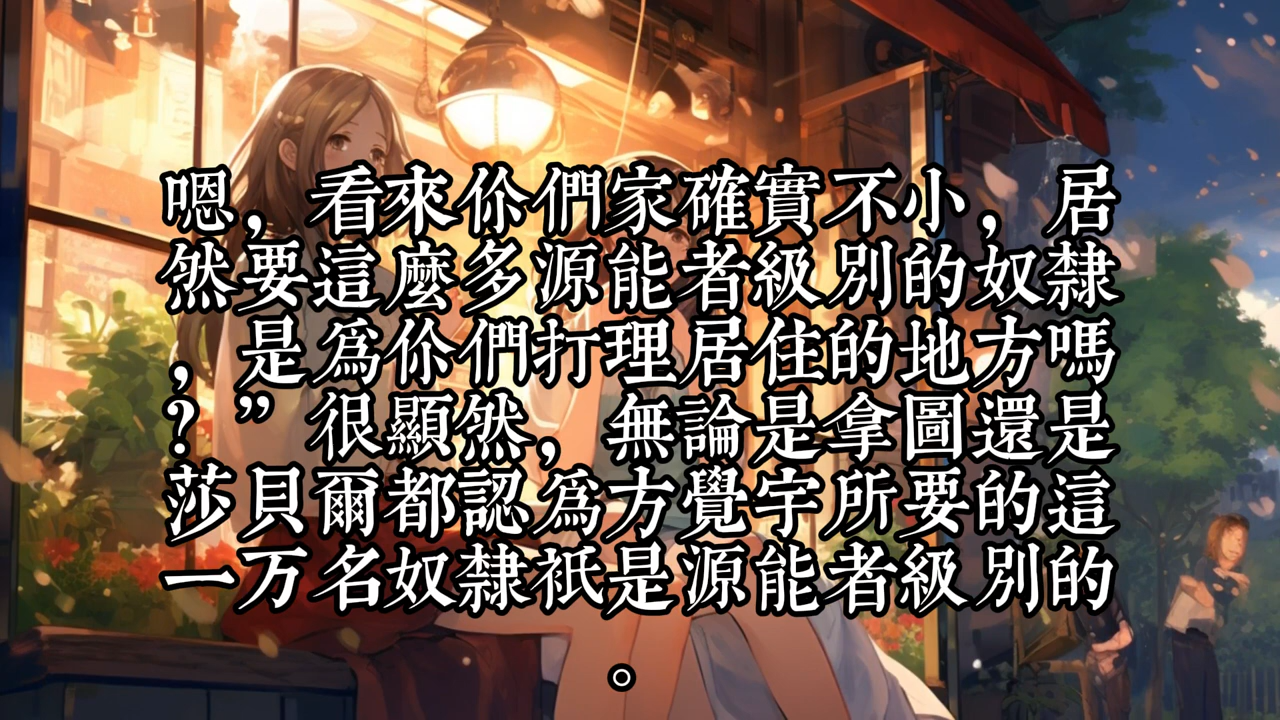 嗯，看來伱們家確實不小，居
然要這麼多源能者級別的奴隸
，是爲伱們打理居住的地方嗎
？”很顯然，無論是拿圖還是
莎貝爾都認爲方覺宇所要的這
一万名奴隸衹是源能者級別的
。